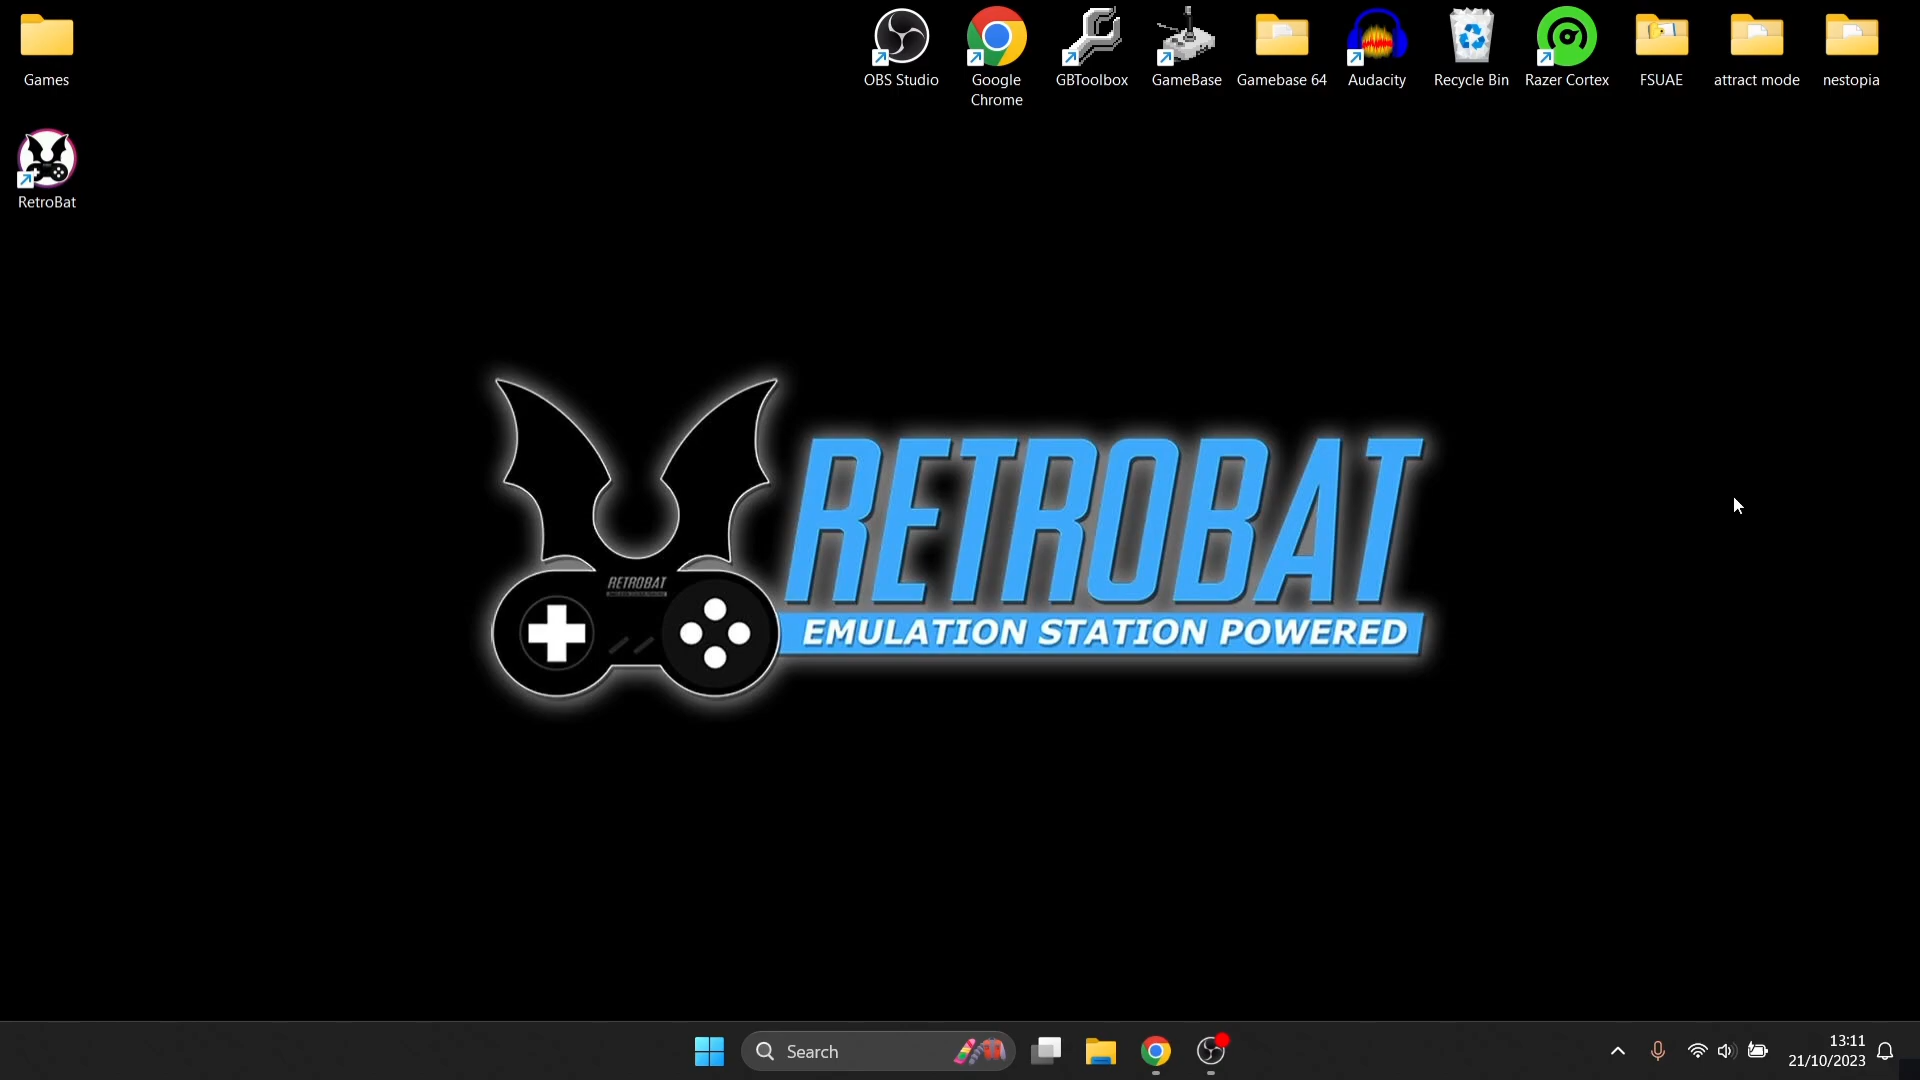 Games
OBS Studio
Google
Chrome
GBToolbox
GameBase
Gamebase 64
Audacity
Recycle Bin
Razer Cortex
FSUAE
attract mode
nestopia
RetroBat
RETROBAT
EMULATION STATION POWERED
RETROBAT
Search
13:11
21/10/2023